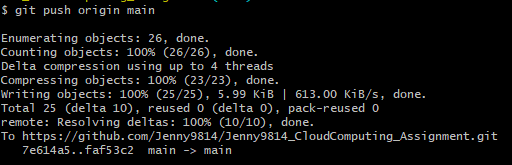 $ git push origin main
Enumerating objects: 26, done.
Counting objects: 100% (26/26), done.
Delta compression using up to 4 threads
Compressing objects: 100% (23/23), done.
Writing objects: 100% (25/25), 5.99 KiB | 613.00 KiB/s, done.
Total 25 (delta 10), reused 0 (delta 0), pack-reused 0
remote: Resolving deltas: 100% (10/10), done.
To https://github.com/Jenny9814/Jenny9814_CloudComputing_Assignment.git
   7e614a5..faf53c2  main -> main